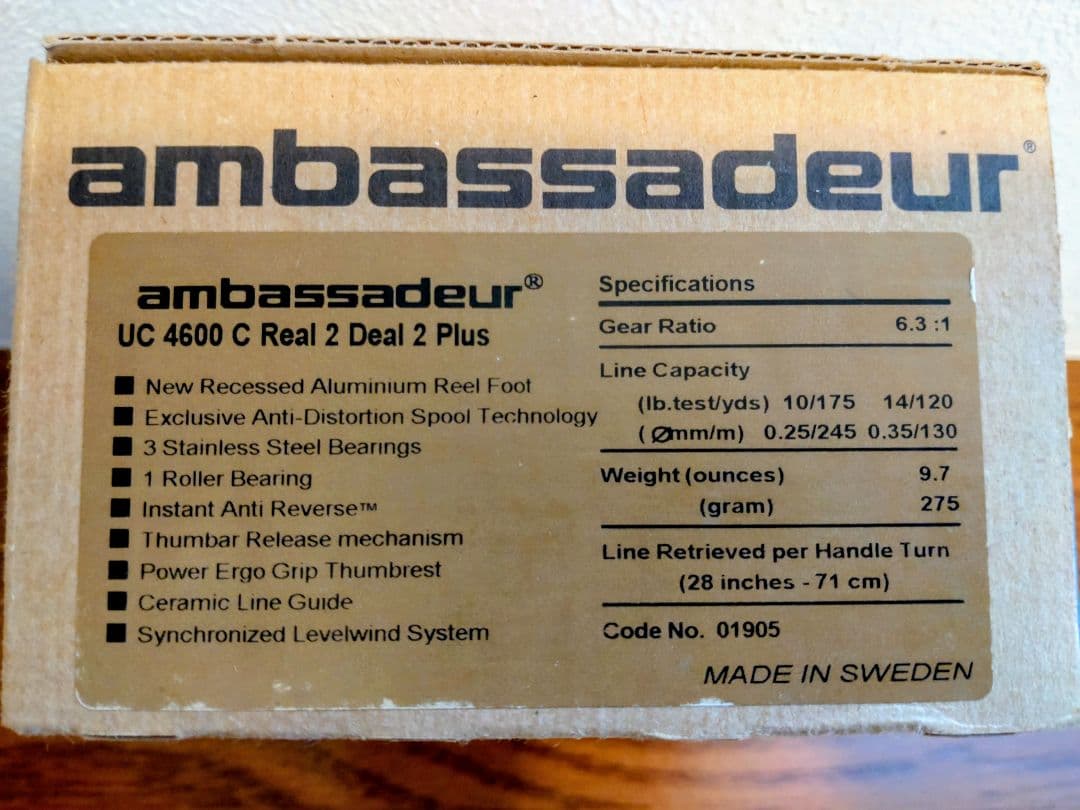 ambassadeur®
ambassadeur®
UC 4600 C Real 2 Deal 2 Plus
■ New Recessed Aluminium Reel Foot
■ Exclusive Anti-Distortion Spool Technology
■ 3 Stainless Steel Bearings
■ 1 Roller Bearing
■ Instant Anti Reverse™
■ Thumbar Release mechanism
■ Power Ergo Grip Thumbrest
■ Ceramic Line Guide
■ Synchronized Levelwind System
Specifications
Gear Ratio 6.3 :1
Line Capacity
(lb.test/yds) 10/175 14/120
(Ømm/m) 0.25/245 0.35/130
Weight (ounces) 9.7
(gram) 275
Line Retrieved per Handle Turn
(28 inches - 71 cm)
Code No. 01905
MADE IN SWEDEN